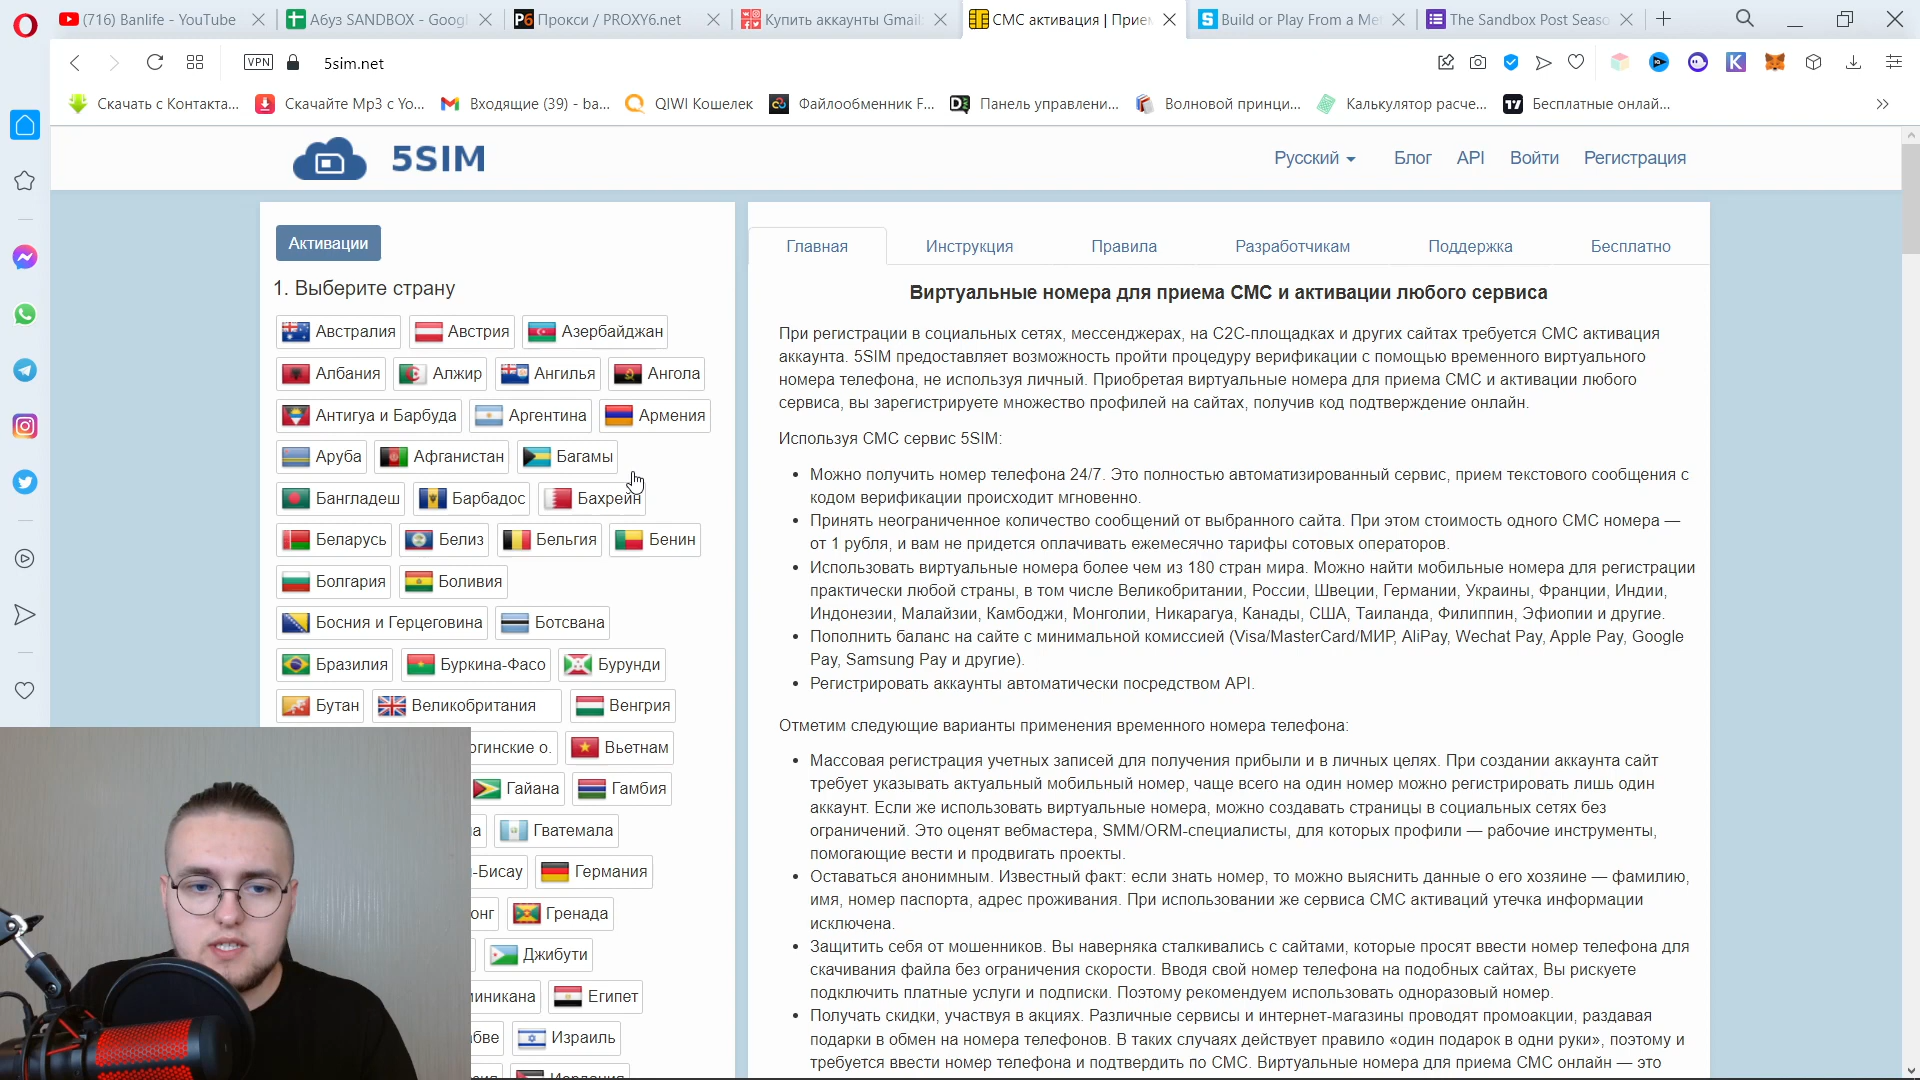 (716) Banlife - YouTube
Абуз SANDBOX - Googl
Прокси / PROXY6.net
Купить аккаунты Gmail
СМС активация | Прием
Build or Play From a Me
The Sandbox Post Seaso
VPN
5sim.net
Скачать с Контакта...
Скачайте Mp3 с Yo...
Входящие (39) - ba...
QIWI Кошелек
Файлообменник F...
Панель управлени...
Волновой принци...
Калькулятор расче...
Бесплатные онлай...
5SIM
Русский
Блог
API
Войти
Регистрация
Активации
1. Выберите страну
Австралия
Австрия
Азербайджан
Албания
Алжир
Ангилья
Ангола
Антигуа и Барбуда
Аргентина
Армения
Аруба
Афганистан
Багамы
Бангладеш
Барбадос
Бахрейн
Беларусь
Белиз
Бельгия
Бенин
Болгария
Боливия
Босния и Герцеговина
Ботсвана
Бразилия
Буркина-Фасо
Бурунди
Бутан
Великобритания
Венгрия
ргинские о.
Вьетнам
Гайана
Гамбия
а
Гватемала
-Бисау
Германия
онг
Гренада
Джибути
иникана
Египет
бве
Израиль
Иордания
Главная
Инструкция
Правила
Разработчикам
Поддержка
Бесплатно
Виртуальные номера для приема СМС и активации любого сервиса
При регистрации в социальных сетях, мессенджерах, на C2C-площадках и других сайтах требуется СМС активация
аккаунта. 5SIM предоставляет возможность пройти процедуру верификации с помощью временного виртуального
номера телефона, не используя личный. Приобретая виртуальные номера для приема СМС и активации любого
сервиса, вы зарегистрируете множество профилей на сайтах, получив код подтверждение онлайн.
Используя СМС сервис 5SIM:
• Можно получить номер телефона 24/7. Это полностью автоматизированный сервис, прием текстового сообщения с
кодом верификации происходит мгновенно.
• Принять неограниченное количество сообщений от выбранного сайта. При этом стоимость одного СМС номера —
от 1 рубля, и вам не придется оплачивать ежемесячно тарифы сотовых операторов.
• Использовать виртуальные номера более чем из 180 стран мира. Можно найти мобильные номера для регистрации
практически любой страны, в том числе Великобритании, России, Швеции, Германии, Украины, Франции, Индии,
Индонезии, Малайзии, Камбоджи, Монголии, Никарагуа, Канады, США, Таиланда, Филиппин, Эфиопии и другие.
• Пополнить баланс на сайте с минимальной комиссией (Visa/MasterCard/МИР, AliPay, Wechat Pay, Apple Pay, Google
Pay, Samsung Pay и другие).
• Регистрировать аккаунты автоматически посредством API.
Отметим следующие варианты применения временного номера телефона:
• Массовая регистрация учетных записей для получения прибыли и в личных целях. При создании аккаунта сайт
требует указывать актуальный мобильный номер, чаще всего на один номер можно регистрировать лишь один
аккаунт. Если же использовать виртуальные номера, можно создавать страницы в социальных сетях без
ограничений. Это оценят вебмастера, SMM/ORM-специалисты, для которых профили — рабочие инструменты,
помогающие вести и продвигать проекты.
• Оставаться анонимным. Известный факт: если знать номер, то можно выяснить данные о его хозяине — фамилию,
имя, номер паспорта, адрес проживания. При использовании же сервиса СМС активаций утечка информации
исключена.
• Защитить себя от мошенников. Вы наверняка сталкивались с сайтами, которые просят ввести номер телефона для
скачивания файла без ограничения скорости. Вводя свой номер телефона на подобных сайтах, Вы рискуете
подключить платные услуги и подписки. Поэтому рекомендуем использовать одноразовый номер.
• Получать скидки, участвуя в акциях. Различные сервисы и интернет-магазины проводят промоакции, раздавая
подарки в обмен на номера телефонов. В таких случаях действует правило «один подарок в одни руки», поэтому и
требуется ввести номер телефона и подтвердить по СМС. Виртуальные номера для приема СМС онлайн — это